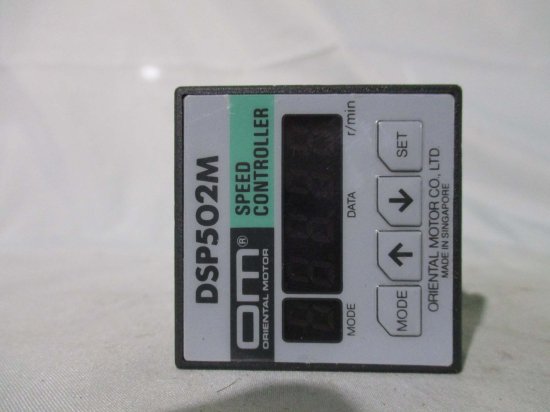 DSP502M
OM® SPEED
CONTROLLER
ORIENTAL MOTOR
MODE DATA r/min
MODE ↑ ↓ SET
ORIENTAL MOTOR CO., LTD
MADE IN SINGAPORE